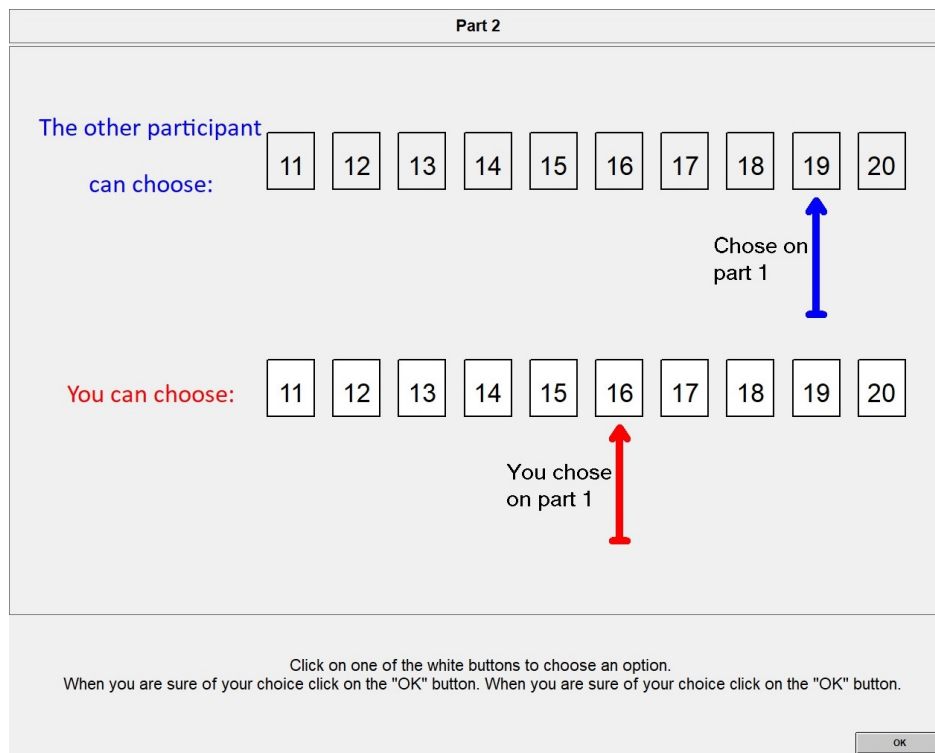 Part 2
The other participant
can choose:
11 12 13 14 15 16 17 18 19 20
Chose on
part 1
You can choose:
11 12 13 14 15 16 17 18 19 20
You chose
on part 1
Click on one of the white buttons to choose an option.
When you are sure of your choice click on the "OK" button. When you are sure of your choice click on the "OK" button.
OK